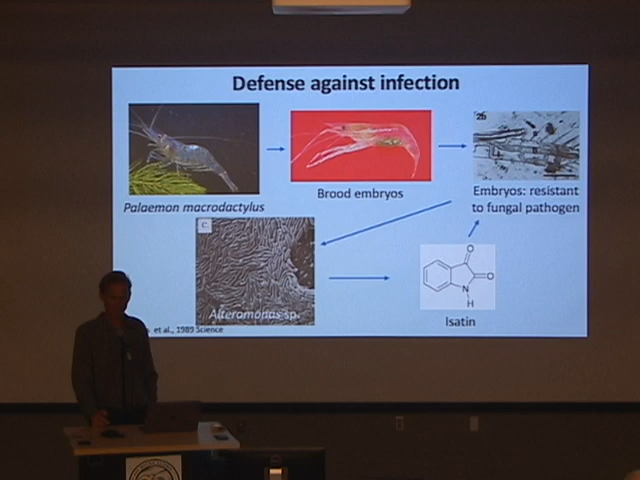 Defense against infection
2b
Palaemon macrodactylus
Brood embryos
Embryos: resistant
to fungal pathogen
C
Alteromonas sp.
O
O
N
H
Isatin
et al., 1989 Science